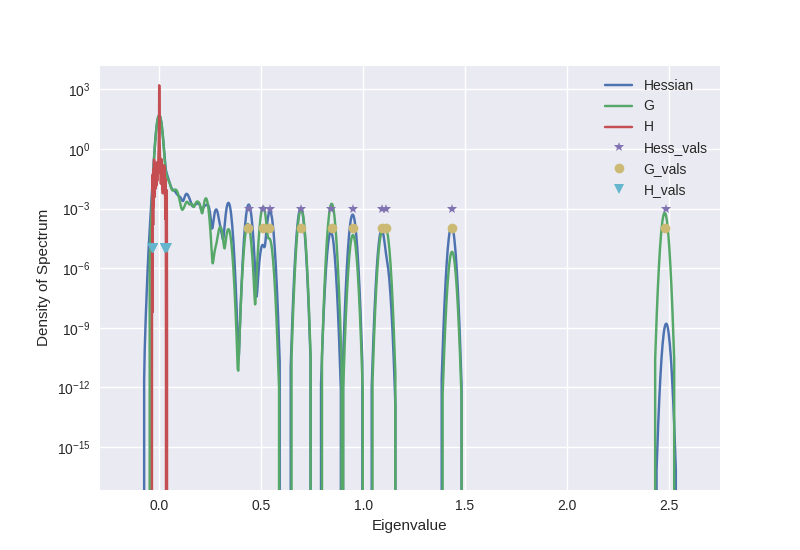 Density of Spectrum
10^3
10^0
10^-3
10^-6
10^-9
10^-12
10^-15
Hessian
G
H
Hess_vals
G_vals
H_vals
0.0 0.5 1.0 1.5 2.0 2.5
Eigenvalue